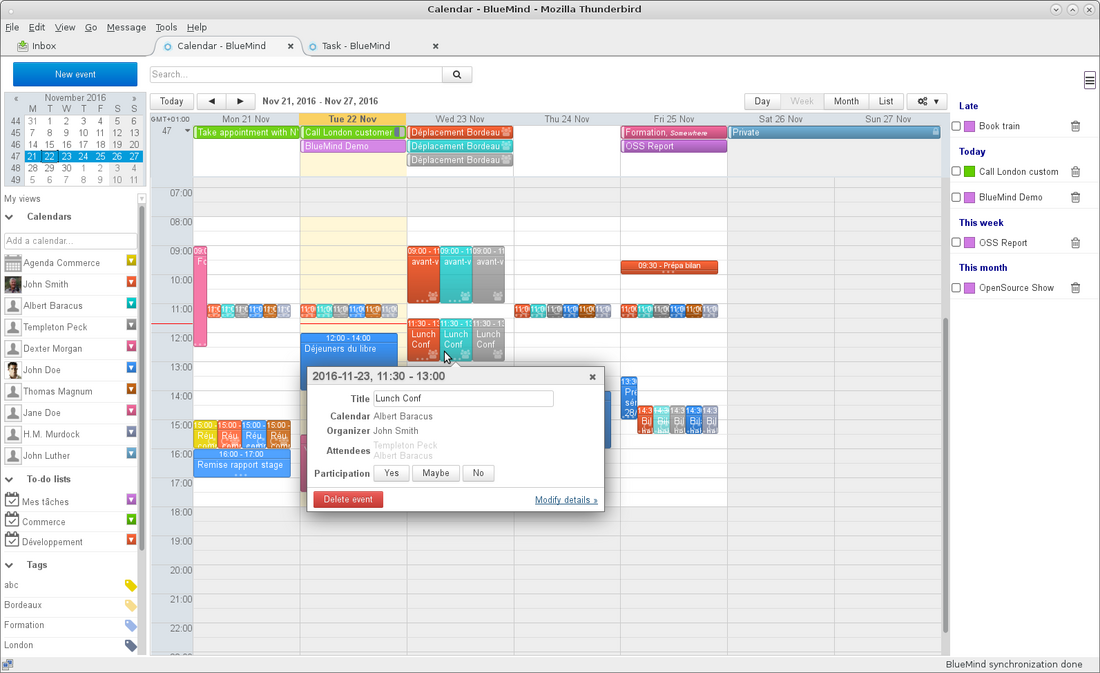 Calendar - BlueMind - Mozilla Thunderbird
File Edit View Go Message Tools Help
Inbox
Calendar - BlueMind
Task - BlueMind
New event
Search...
Today
Nov 21, 2016 - Nov 27, 2016
Day Week Month List
« November 2016 »
M T W T F S S
44 31 1 2 3 4 5 6
45 7 8 9 10 11 12 13
46 14 15 16 17 18 19 20
47 21 22 23 24 25 26 27
48 28 29 30 1 2 3 4
49 5 6 7 8 9 10 11
My views
Calendars
Add a calendar...
Agenda Commerce
John Smith
Albert Baracus
Templeton Peck
Dexter Morgan
John Doe
Thomas Magnum
Jane Doe
H.M. Murdock
John Luther
To-do lists
Mes tâches
Commerce
Développement
Tags
abc
Bordeaux
Formation
London
GMT+01:00
Mon 21 Nov
Tue 22 Nov
Wed 23 Nov
Thu 24 Nov
Fri 25 Nov
Sat 26 Nov
Sun 27 Nov
47
Take appointment with N
Call London customer
Déplacement Bordeau
Formation, Somewhere
Private
BlueMind Demo
Déplacement Bordeau
OSS Report
Déplacement Bordeau
07:00
08:00
09:00
10:00
11:00
12:00
13:00
14:00
15:00
16:00
17:00
18:00
19:00
20:00
21:00
22:00
09:00 - 11
avant-v
09:00 - 11
avant-v
09:00 - 11
avant-v
09:30 - Prépa bilan
11:30 - 13
Lunch
Conf
11:30 - 13
Lunch
Conf
11:30 - 13
Lunch
Conf
12:00 - 14:00
Déjeuners du libre
15:00 -
Réu
15:00 -
Réu
15:00 -
Réu
15:00 -
Réu
16:00 - 17:00
Remise rapport stage
2016-11-23, 11:30 - 13:00
Title Lunch Conf
Calendar Albert Baracus
Organizer John Smith
Attendees Templeton Peck
Albert Baracus
Participation Yes Maybe No
Delete event
Modify details »
Late
Book train
Today
Call London custom
BlueMind Demo
This week
OSS Report
This month
OpenSource Show
BlueMind synchronization done